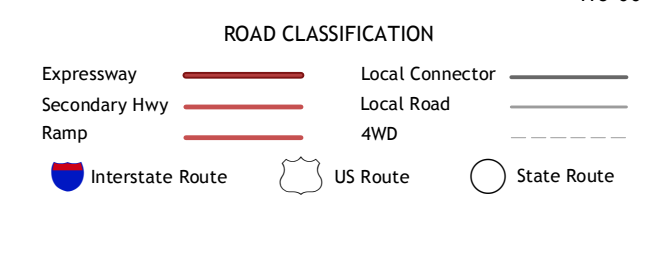 ROAD CLASSIFICATION
Expressway
Local Connector
Secondary Hwy
Local Road
Ramp
4WD
Interstate Route
US Route
State Route